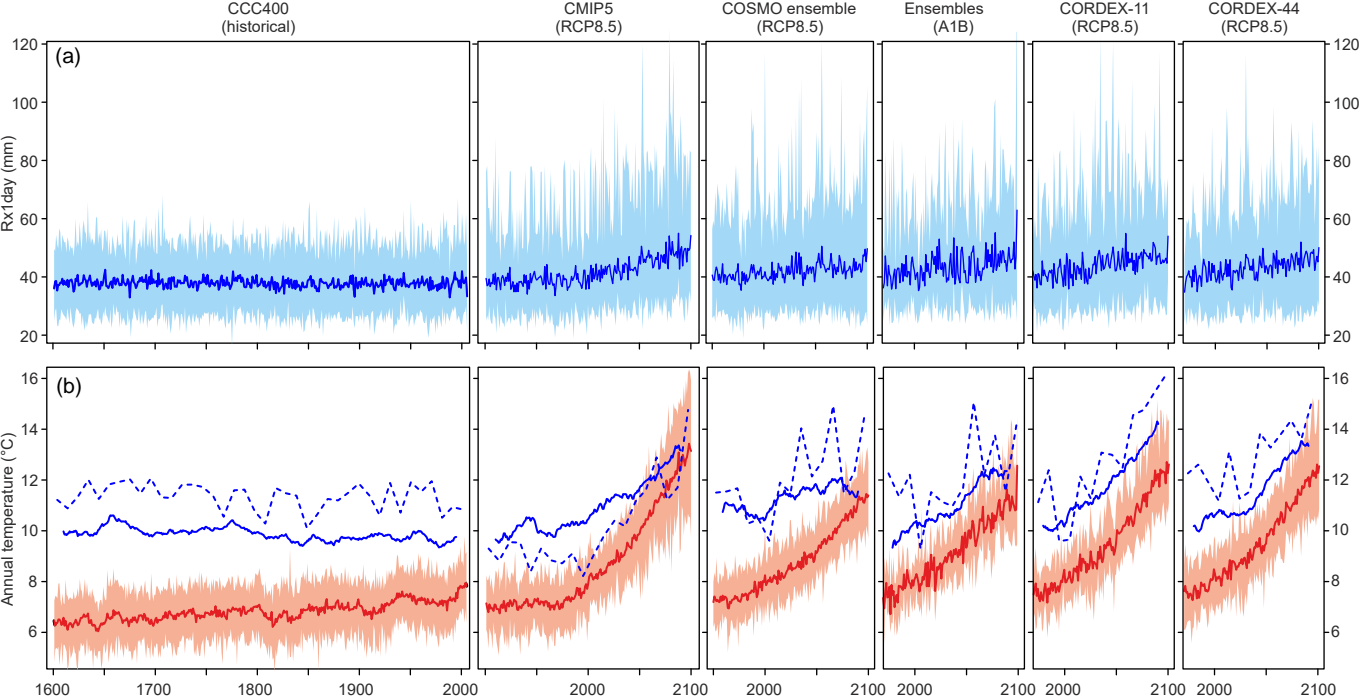 CCC400
(historical)
CMIP5
(RCP8.5)
COSMO ensemble
(RCP8.5)
Ensembles
(A1B)
CORDEX-11
(RCP8.5)
CORDEX-44
(RCP8.5)
(a)
Rx1day (mm)
120
100
80
60
40
20
120
100
80
60
40
20
(b)
Annual temperature (°C)
16
14
12
10
8
6
16
14
12
10
8
6
1600 1700 1800 1900 2000
2000 2100
2000 2100
2000 2100
2000 2100
2000 2100